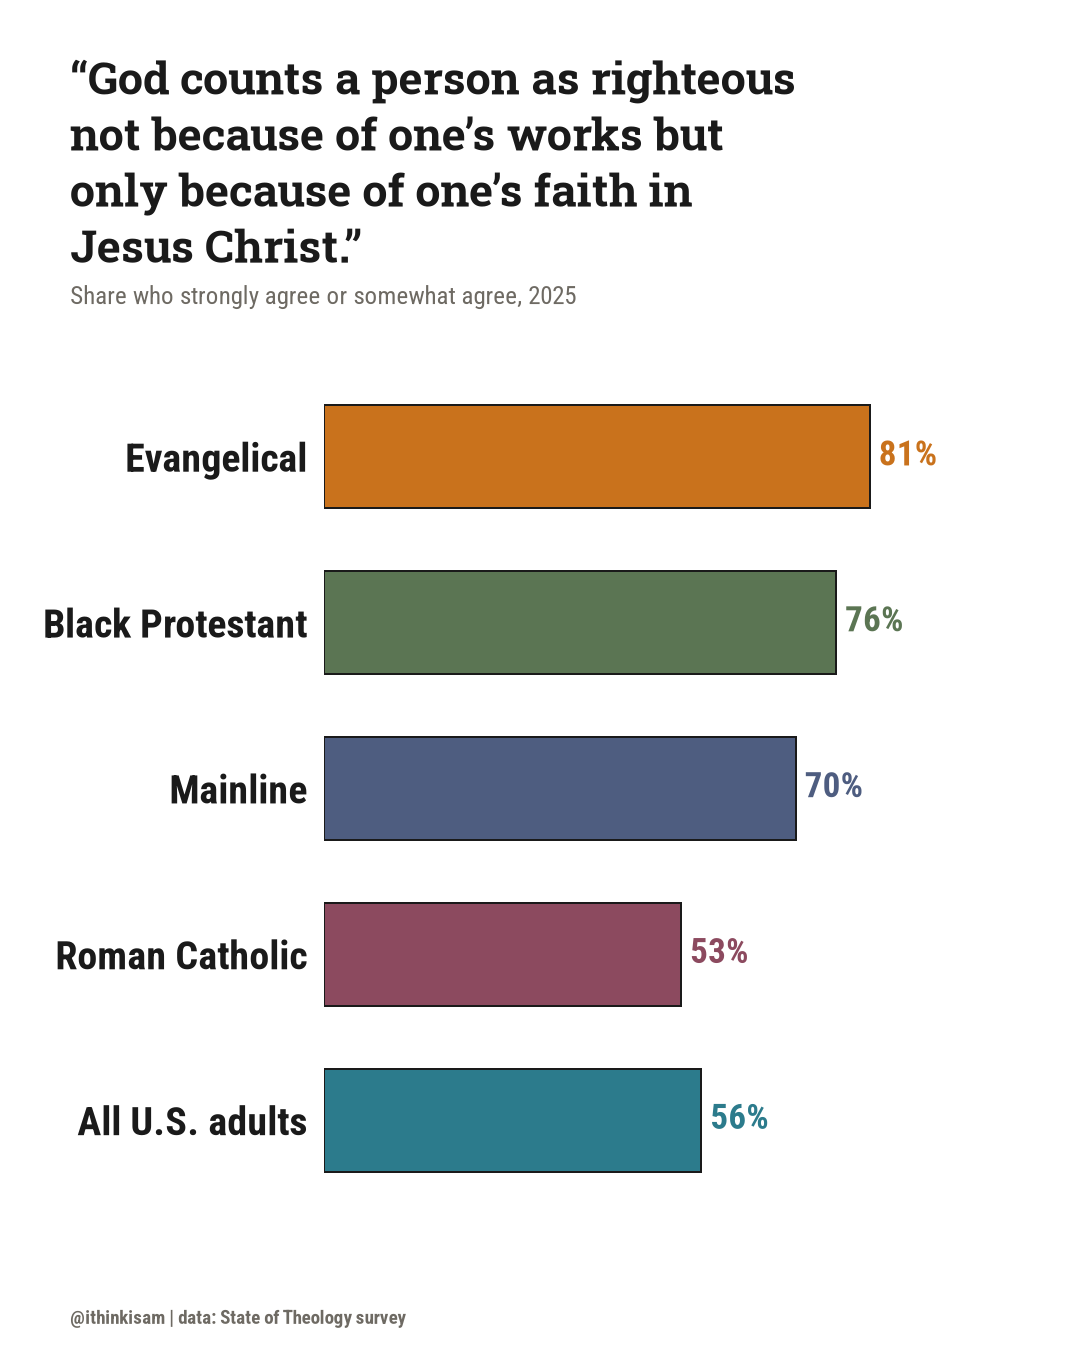 “God counts a person as righteous
not because of one’s works but
only because of one’s faith in
Jesus Christ.”
Share who strongly agree or somewhat agree, 2025
Evangelical 81%
Black Protestant 76%
Mainline 70%
Roman Catholic 53%
All U.S. adults 56%
@ithinkisam | data: State of Theology survey